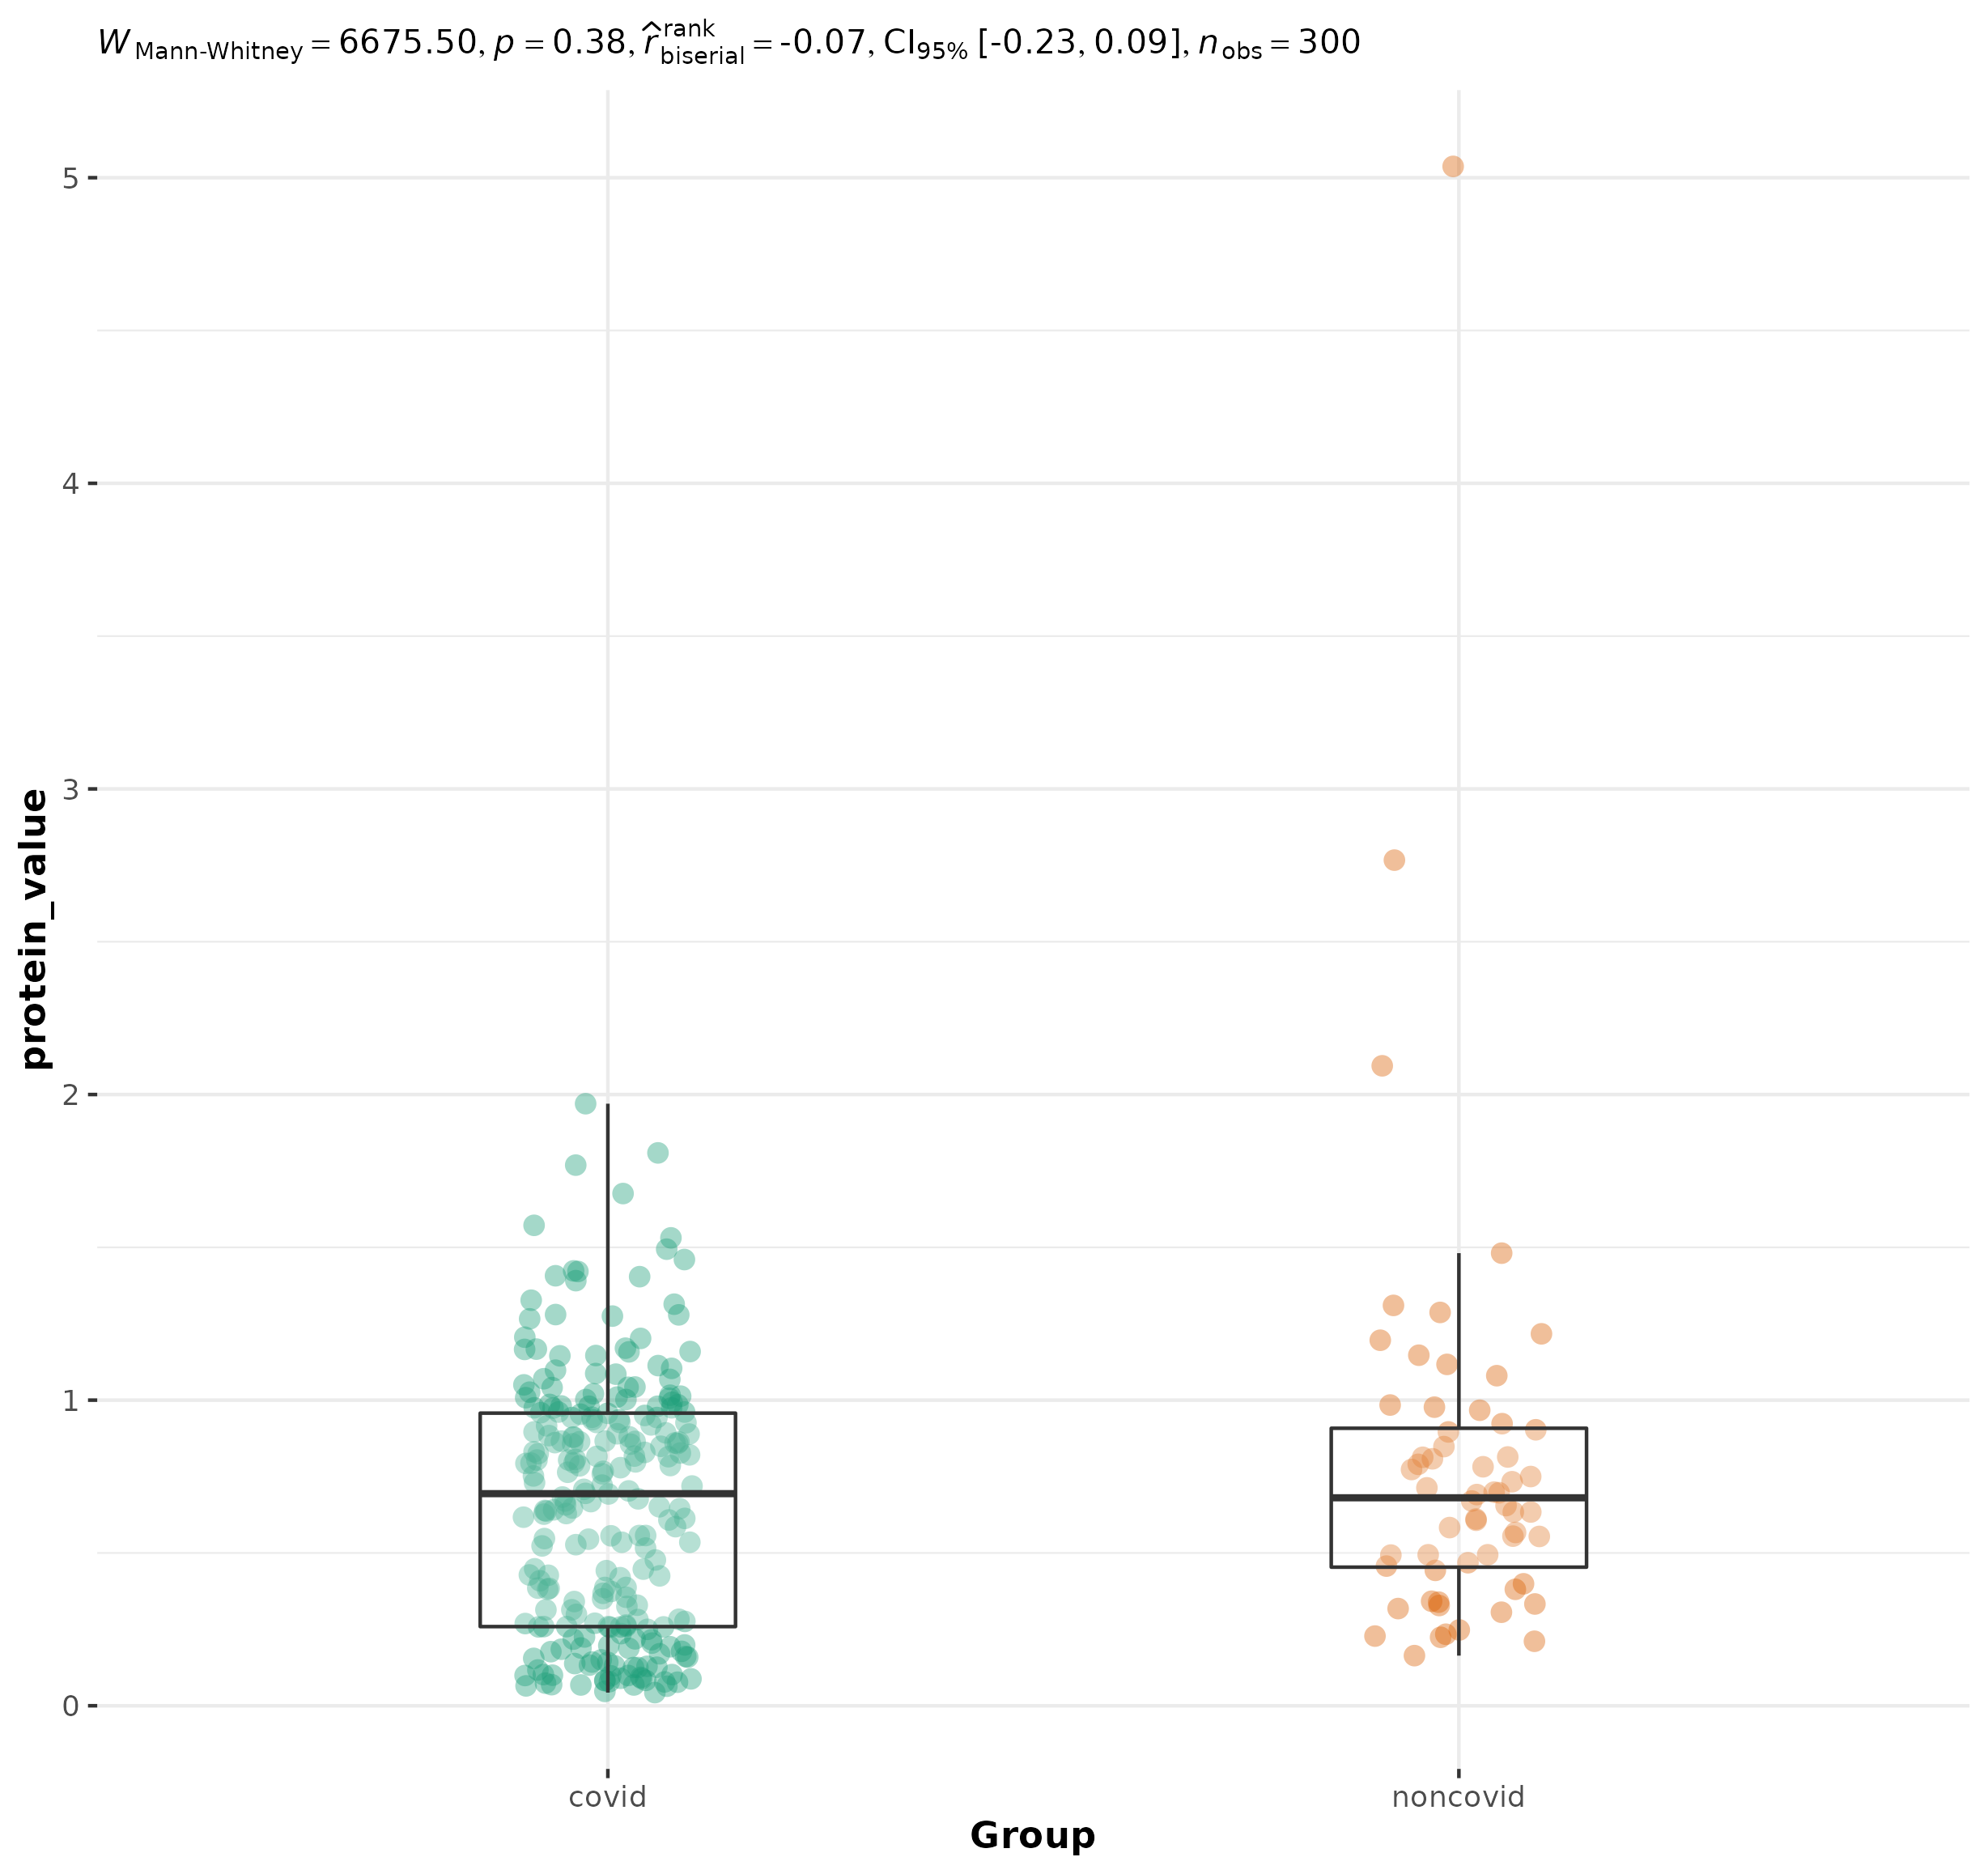 W Mann-Whitney = 6675.50, p = 0.38, r̂ rank biserial = -0.07, CI95% [-0.23, 0.09], nobs = 300
5
4
3
2
1
0
protein_value
covid noncovid
Group